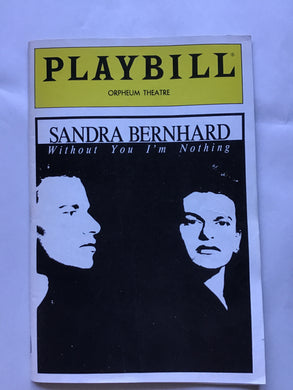 PLAYBILL®
ORPHEUM THEATRE
SANDRA BERNHARD
Without You I'm Nothing